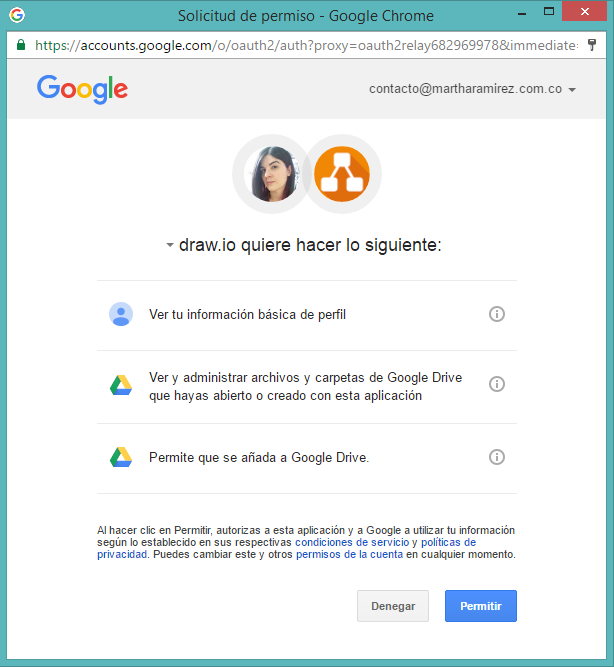 Solicitud de permiso - Google Chrome
https://accounts.google.com/o/oauth2/auth?proxy=oauth2relay682969978&immediate=
Google
contacto@martharamirez.com.co
draw.io quiere hacer lo siguiente:
Ver tu información básica de perfil
Ver y administrar archivos y carpetas de Google Drive
que hayas abierto o creado con esta aplicación
Permite que se añada a Google Drive.
Al hacer clic en Permitir, autorizas a esta aplicación y a Google a utilizar tu información
según lo establecido en sus respectivas condiciones de servicio y políticas de
privacidad. Puedes cambiar este y otros permisos de la cuenta en cualquier momento.
Denegar
Permitir